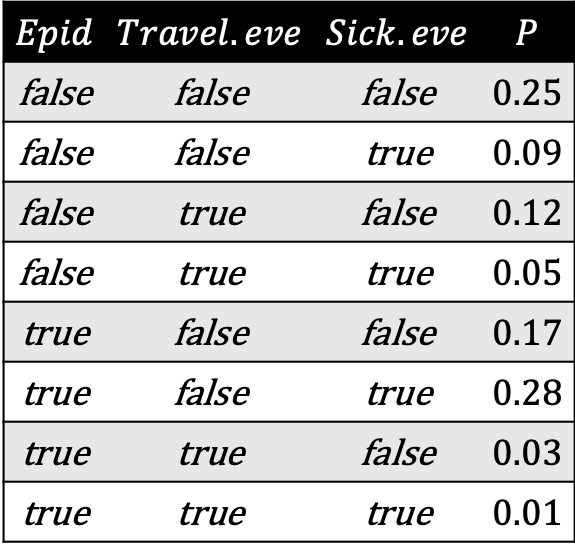 Epid Travel.eve Sick.eve P
false false false 0.25
false false true 0.09
false true false 0.12
false true true 0.05
true false false 0.17
true false true 0.28
true true false 0.03
true true true 0.01